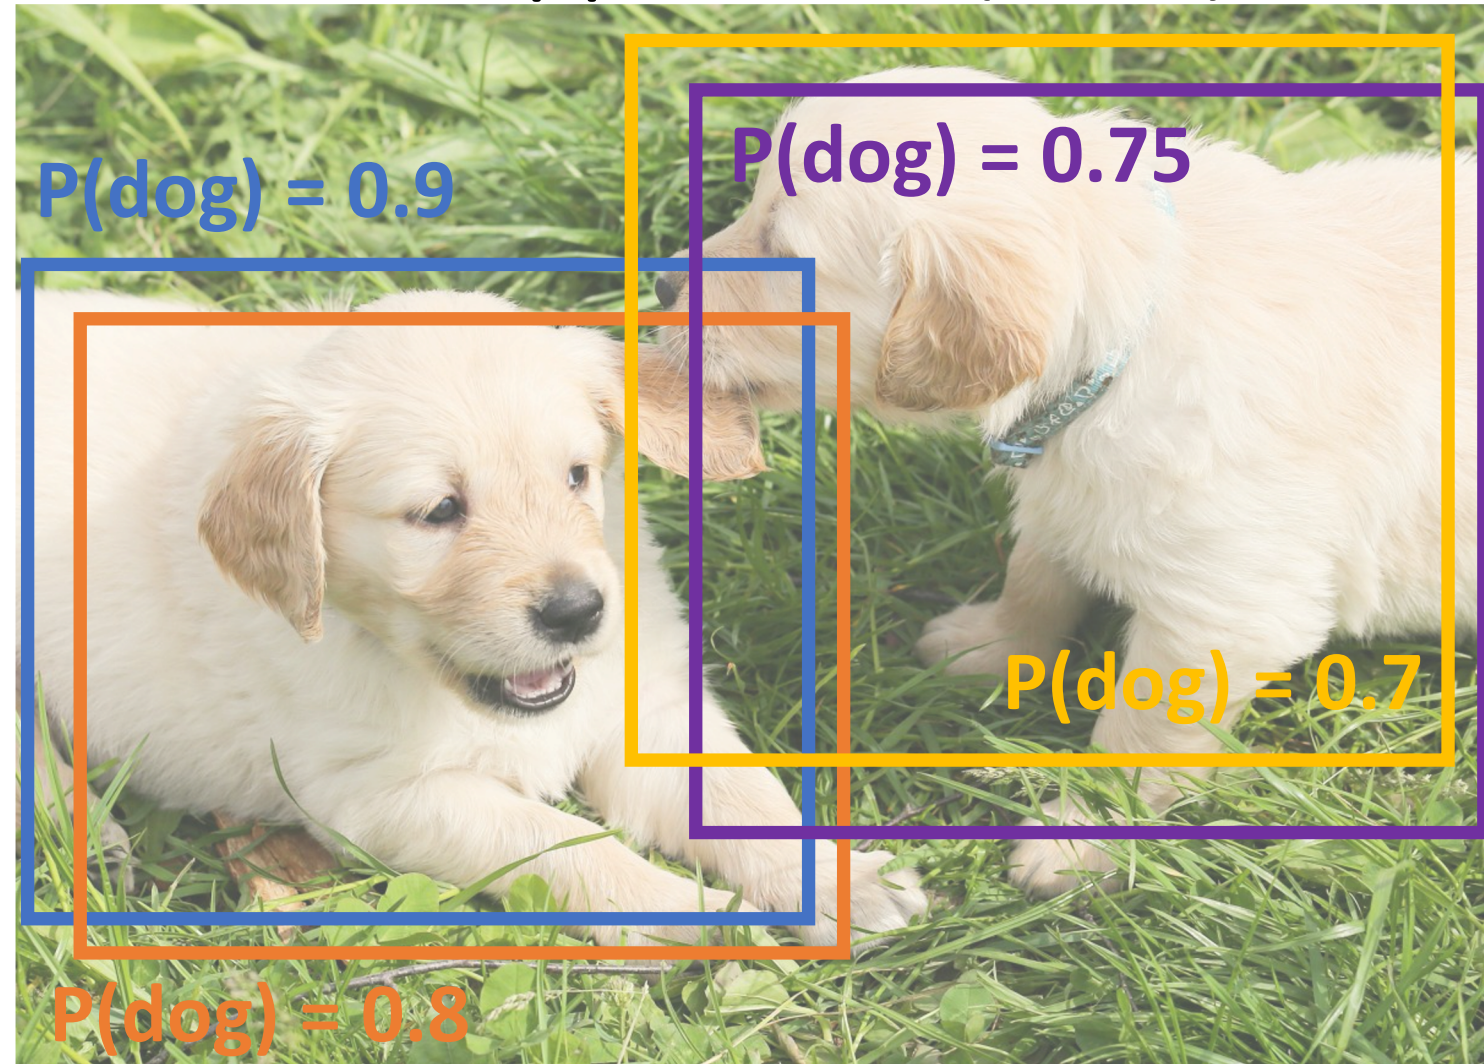 P(dog) = 0.75
P(dog) = 0.9
P(dog) = 0.7
P(dog) = 0.8